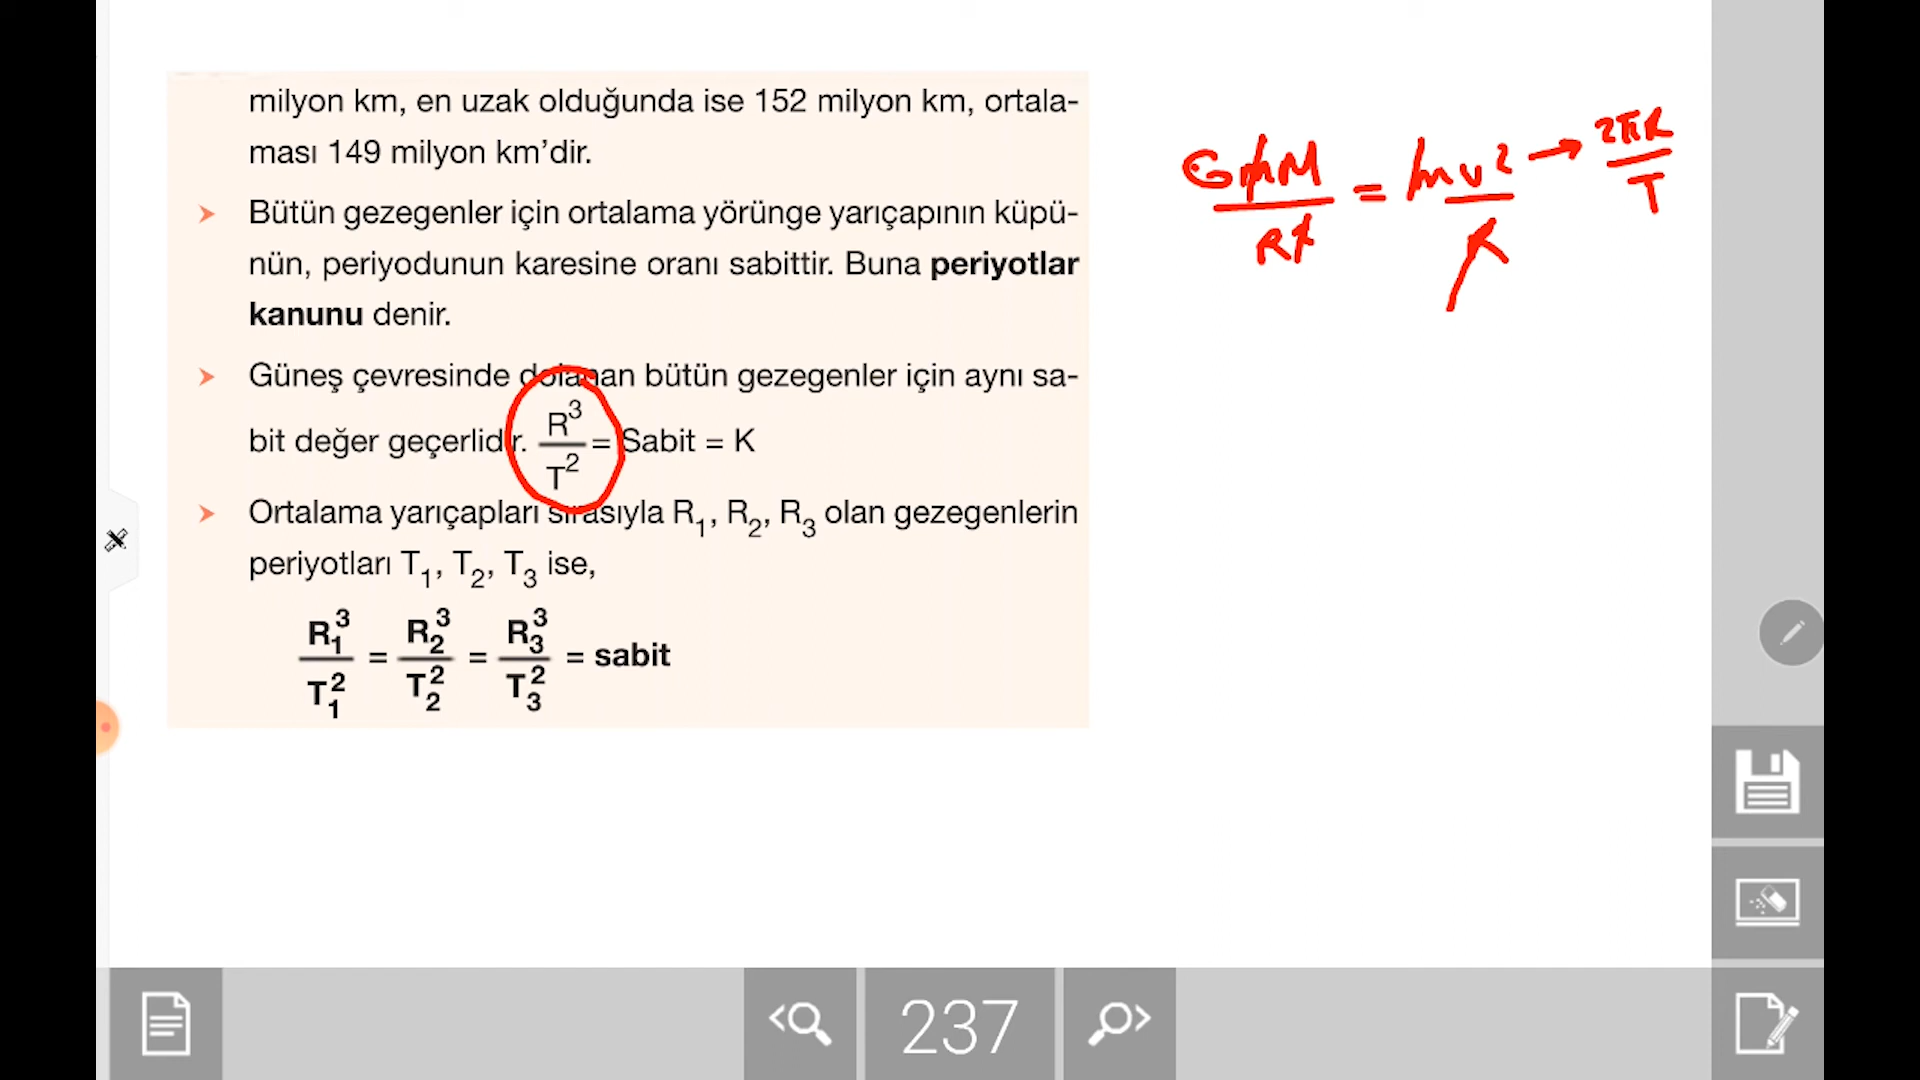 milyon km, en uzak olduğunda ise 152 milyon km, ortala-
ması 149 milyon km’dir.
➤ Bütün gezegenler için ortalama yörünge yarıçapının küpü-
nün, periyodunun karesine oranı sabittir. Buna periyotlar
kanunu denir.
➤ Güneş çevresinde dolanan bütün gezegenler için aynı sa-
bit değer geçerlidir. R³/T² = Sabit = K
➤ Ortalama yarıçapları sırasıyla R₁, R₂, R₃ olan gezegenlerin
periyotları T₁, T₂, T₃ ise,
R₁³/T₁² = R₂³/T₂² = R₃³/T₃² = sabit
GmM/R² = mv²/R → 2πR/T
237